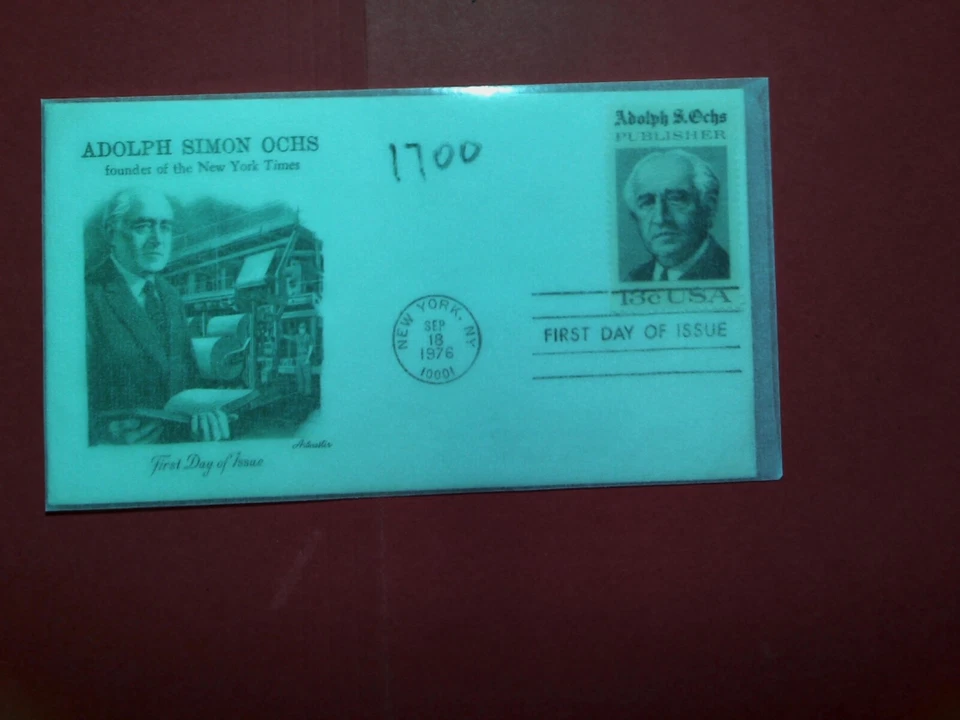 ADOLPH SIMON OCHS
founder of the New York Times
1700
Adolph S. Ochs
PUBLISHER
13c USA
NEW YORK, NY
SEP
18
1976
10001
FIRST DAY OF ISSUE
Artcraft
First Day of Issue